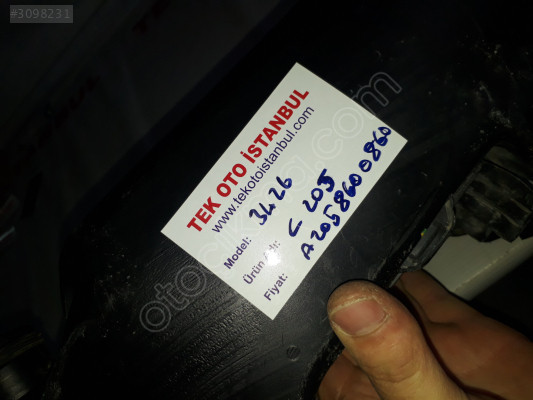 #3098231
TEK OTO İSTANBUL
www.tekotoistanbul.com
Model: 3426
Ürün Adı: C 205
Fiyat: A2058600860